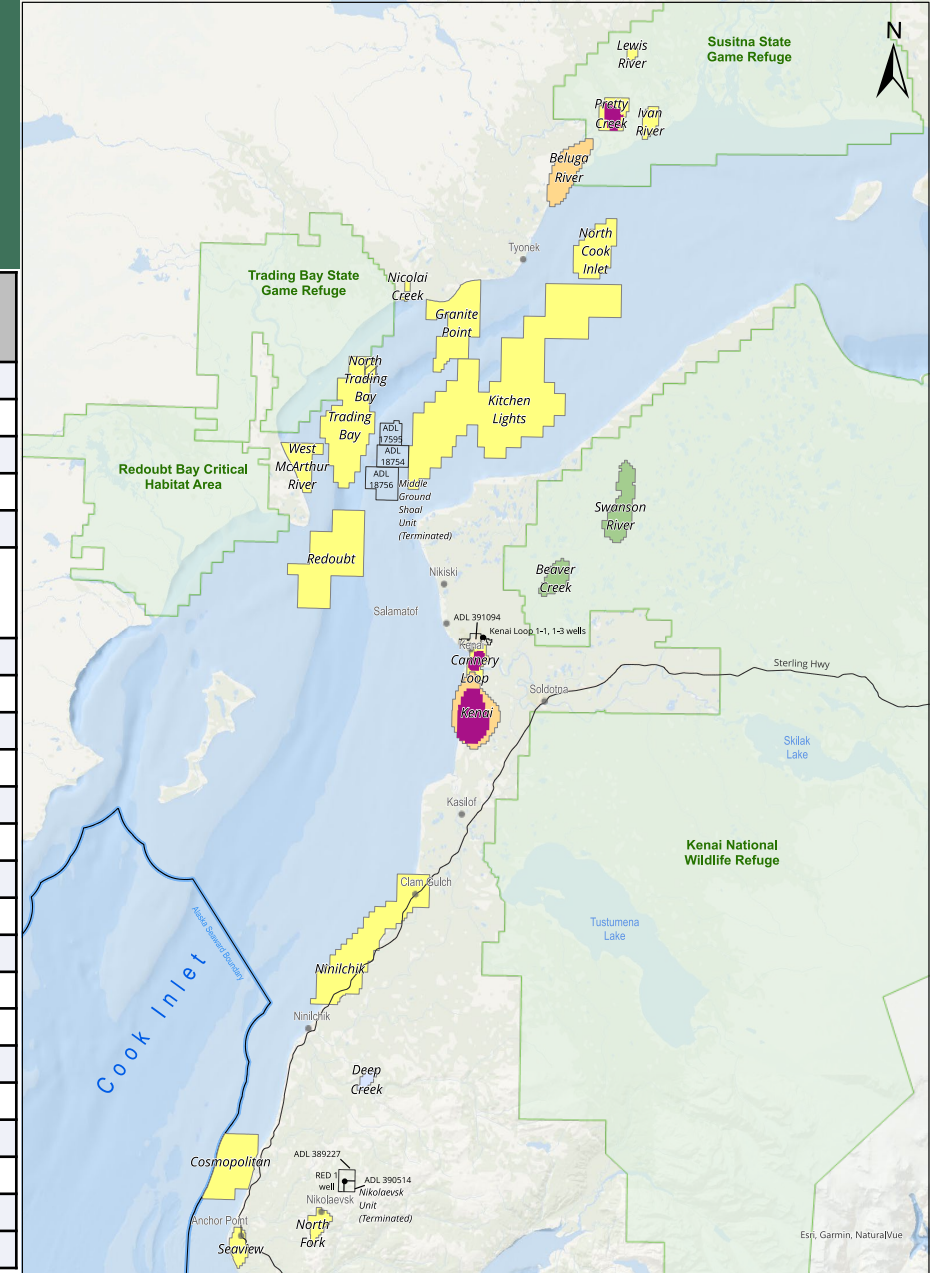 N
Lewis
River
Susitna State
Game Refuge
Pretty
Creek
Ivan
River
Beluga
River
North
Cook
Inlet
Tyonek
Trading Bay State
Game Refuge
Nicolai
Creek
Granite
Point
North
Trading
Bay
Kitchen
Lights
Trading
Bay
ADL
17595
ADL
18754
ADL
18756
Middle
Ground
Shoal
Unit
(Terminated)
West
McArthur
River
Redoubt Bay Critical
Habitat Area
Swanson
River
Redoubt
Beaver
Creek
Nikiski
Salamatof
ADL 391094
Kenai Loop 1-1, 1-3 wells
Kenai
Cannery
Loop
Sterling Hwy
Soldotna
Kenai
Skilak
Lake
Kasilof
Kenai National
Wildlife Refuge
Clam Gulch
Tustumena
Lake
Alaska Seaward Boundary
Ninilchik
Cook Inlet
Ninilchik
Deep
Creek
Cosmopolitan
ADL 389227
RED 1
well
ADL 390514
Nikolaevsk
Unit
(Terminated)
Nikolaevsk
Anchor Point
North
Fork
Seaview
Esri, Garmin, NaturalVue